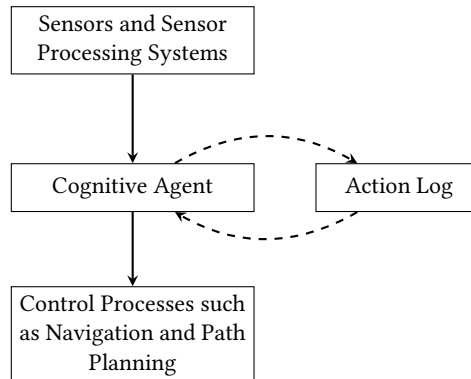 Sensors and Sensor
Processing Systems
Cognitive Agent
Action Log
Control Processes such
as Navigation and Path
Planning